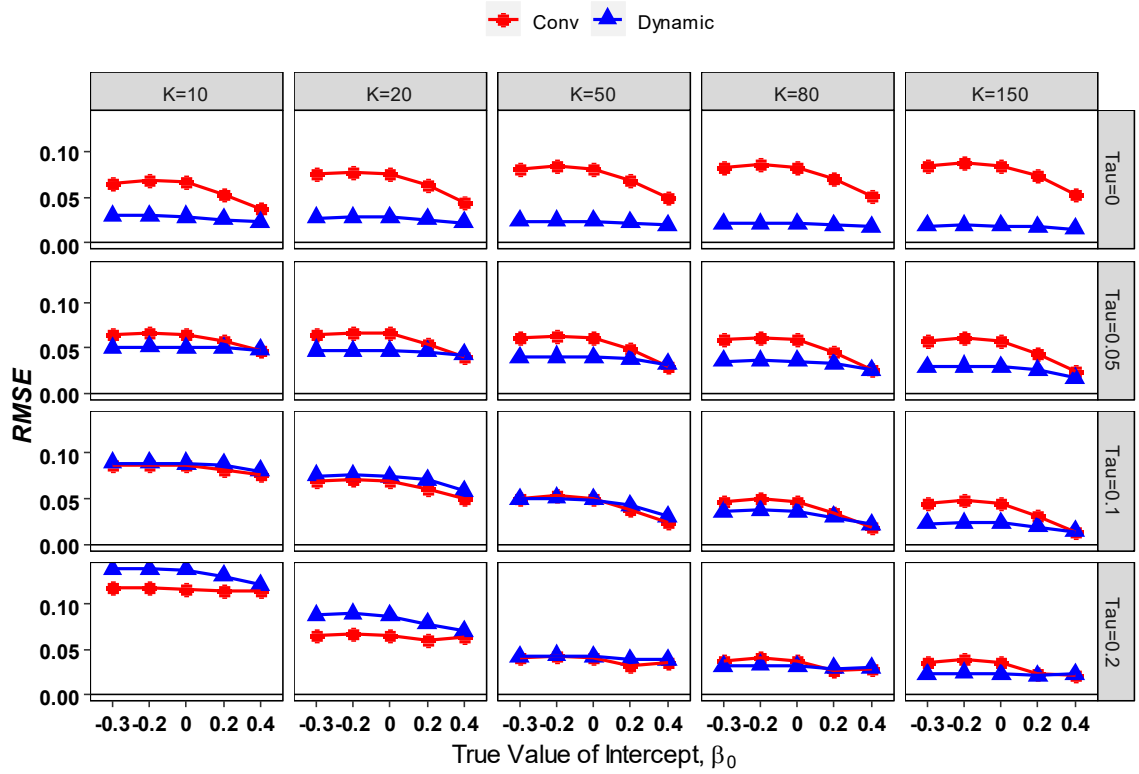 Conv Dynamic
K=10 K=20 K=50 K=80 K=150
0.10
0.05
0.00
Tau=0
0.10
0.05
0.00
Tau=0.05
0.10
0.05
0.00
Tau=0.1
0.10
0.05
0.00
Tau=0.2
RMSE
-0.3 -0.2 0 0.2 0.4 -0.3 -0.2 0 0.2 0.4 -0.3 -0.2 0 0.2 0.4 -0.3 -0.2 0 0.2 0.4 -0.3 -0.2 0 0.2 0.4
True Value of Intercept, β₀